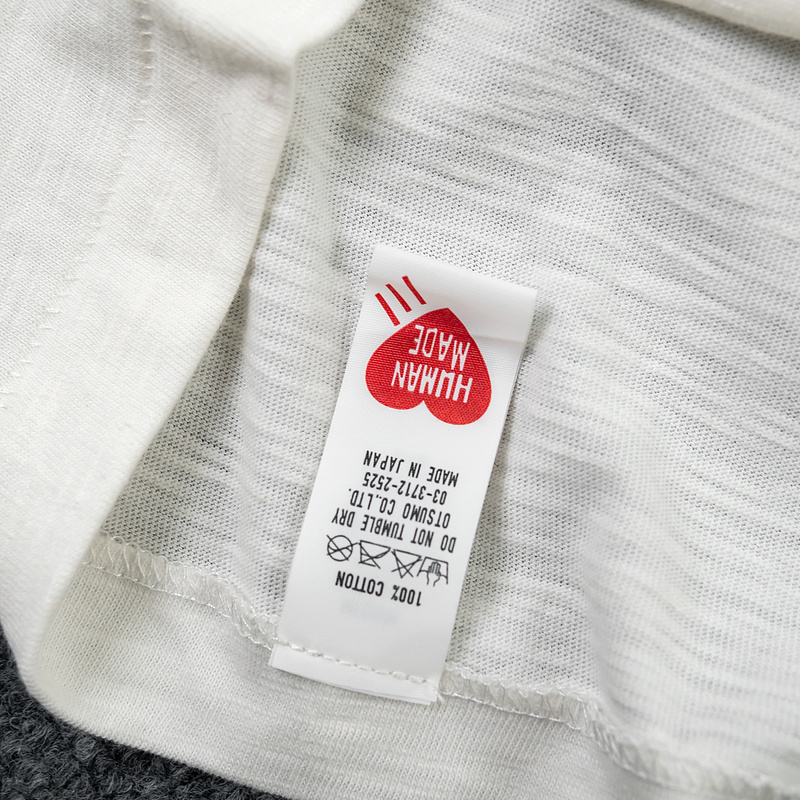 100% COTTON
DO NOT TUMBLE DRY
OTSUMO CO.,LTD.
03-3712-2525
MADE IN JAPAN
HUMAN
MADE